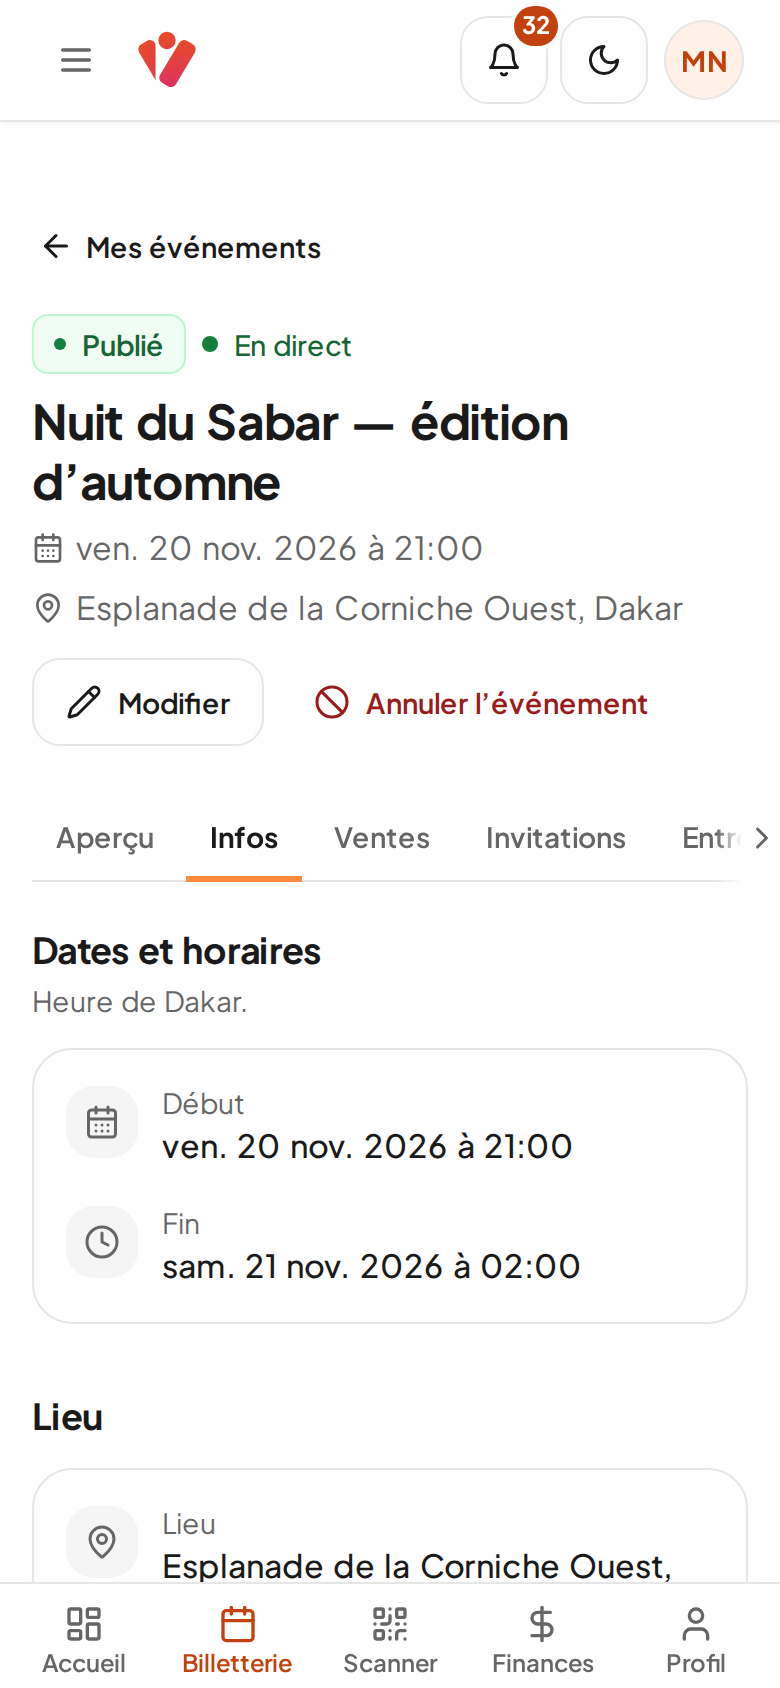 32
MN
Mes événements
Publié
En direct
Nuit du Sabar — édition
d’automne
ven. 20 nov. 2026 à 21:00
Esplanade de la Corniche Ouest, Dakar
Modifier
Annuler l’événement
Aperçu Infos Ventes Invitations Entr
Dates et horaires
Heure de Dakar.
Début
ven. 20 nov. 2026 à 21:00
Fin
sam. 21 nov. 2026 à 02:00
Lieu
Lieu
Esplanade de la Corniche Ouest,
Accueil Billetterie Scanner Finances Profil